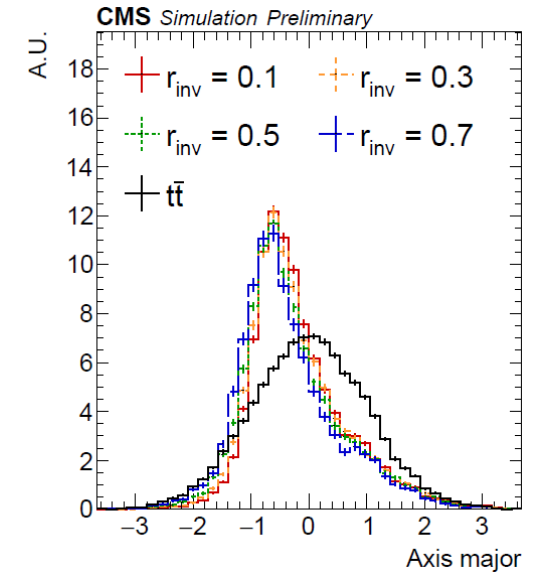 CMS Simulation Preliminary
A.U.
18
16
14
12
10
8
6
4
2
0
r_inv = 0.1
r_inv = 0.3
r_inv = 0.5
r_inv = 0.7
tt̄
−3 −2 −1 0 1 2 3
Axis major